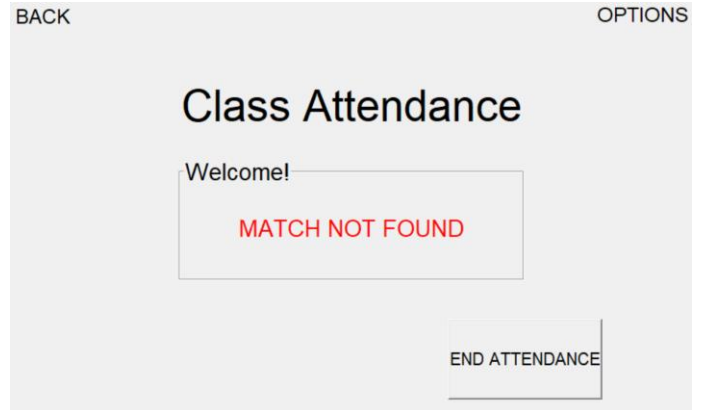 BACK
OPTIONS
Class Attendance
Welcome!
MATCH NOT FOUND
END ATTENDANCE